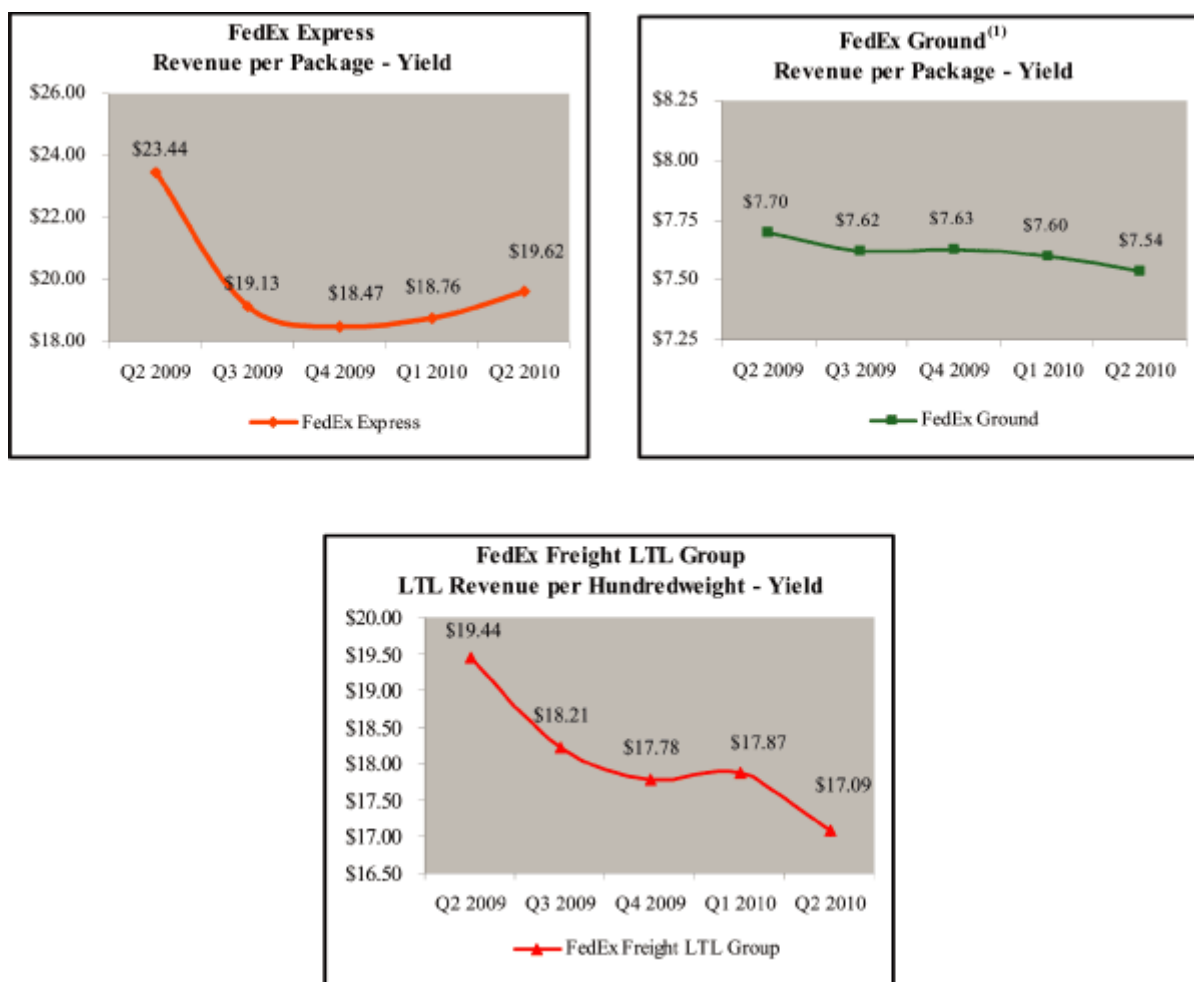 FedEx Express
Revenue per Package - Yield
$26.00
$24.00
$22.00
$20.00
$18.00
$23.44
$19.13
$18.47
$18.76
$19.62
Q2 2009 Q3 2009 Q4 2009 Q1 2010 Q2 2010
FedEx Express
FedEx Ground(1)
Revenue per Package - Yield
$8.25
$8.00
$7.75
$7.50
$7.25
$7.70
$7.62
$7.63
$7.60
$7.54
Q2 2009 Q3 2009 Q4 2009 Q1 2010 Q2 2010
FedEx Ground
FedEx Freight LTL Group
LTL Revenue per Hundredweight - Yield
$20.00
$19.50
$19.00
$18.50
$18.00
$17.50
$17.00
$16.50
$19.44
$18.21
$17.78
$17.87
$17.09
Q2 2009 Q3 2009 Q4 2009 Q1 2010 Q2 2010
FedEx Freight LTL Group